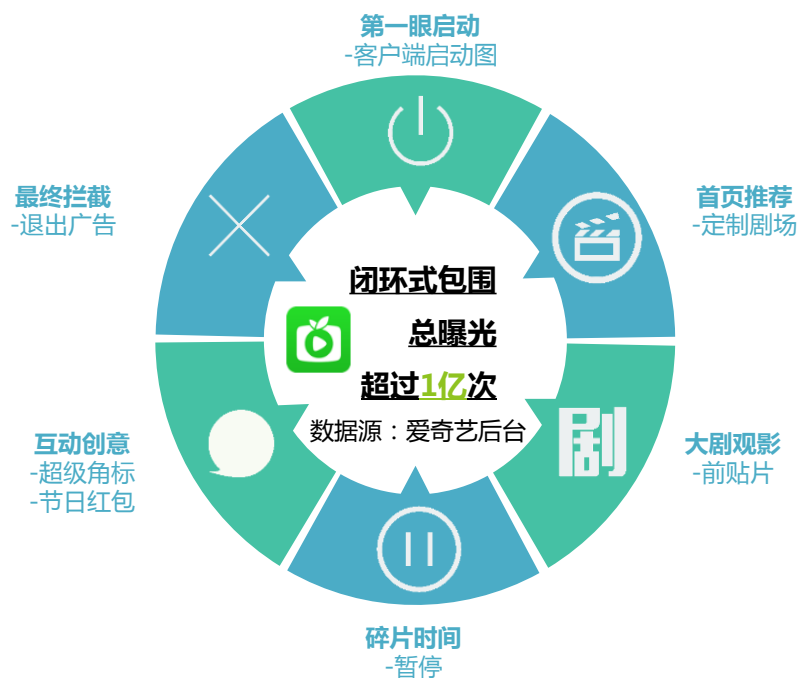 第一眼启动
-客户端启动图
最终拦截
-退出广告
首页推荐
-定制剧场
闭环式包围
总曝光
超过1亿次
数据源：爱奇艺后台
互动创意
-超级角标
-节日红包
剧
大剧观影
-前贴片
碎片时间
-暂停